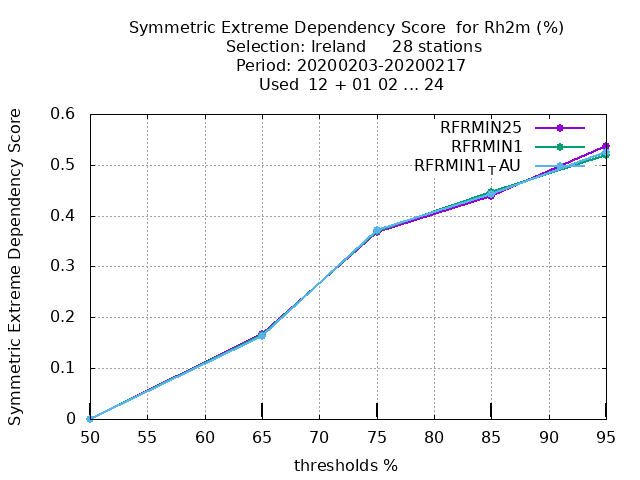 Symmetric Extreme Dependency Score  for Rh2m (%)
Selection: Ireland     28 stations
Period: 20200203-20200217
Used  12 + 01 02 ... 24
Symmetric Extreme Dependency Score
0.6
0.5
0.4
0.3
0.2
0.1
0
RFRMIN25
RFRMIN1
RFRMIN1TAU
50 55 60 65 70 75 80 85 90 95
thresholds %